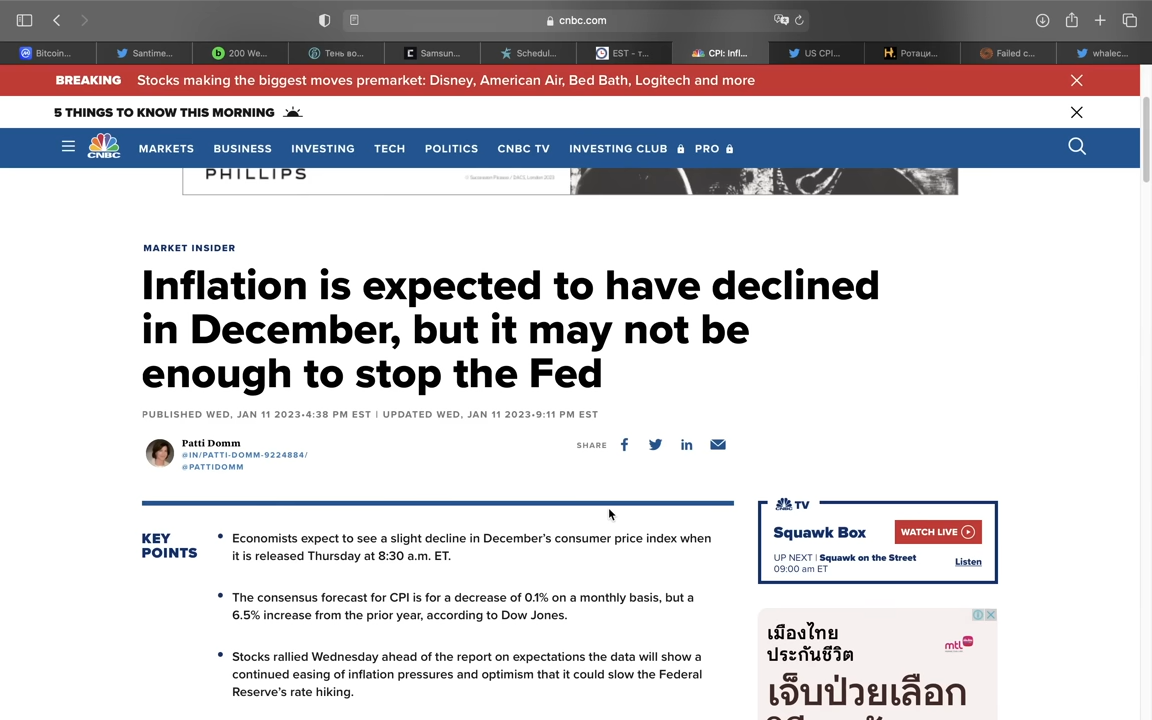 cnbc.com
Bitcoin...
Santime...
200 We...
Тень во...
Samsun...
Schedul...
EST - т...
CPI: Infl...
US CPI...
Ротаци...
Failed c...
whalec...
BREAKING Stocks making the biggest moves premarket: Disney, American Air, Bed Bath, Logitech and more
5 THINGS TO KNOW THIS MORNING
CNBC
MARKETS BUSINESS INVESTING TECH POLITICS CNBC TV INVESTING CLUB PRO
PHILLIPS
MARKET INSIDER
Inflation is expected to have declined
in December, but it may not be
enough to stop the Fed
PUBLISHED WED, JAN 11 2023•4:38 PM EST | UPDATED WED, JAN 11 2023•9:11 PM EST
Patti Domm
@IN/PATTI-DOMM-9224884/
@PATTIDOMM
SHARE
KEY
POINTS
Economists expect to see a slight decline in December's consumer price index when
it is released Thursday at 8:30 a.m. ET.
The consensus forecast for CPI is for a decrease of 0.1% on a monthly basis, but a
6.5% increase from the prior year, according to Dow Jones.
Stocks rallied Wednesday ahead of the report on expectations the data will show a
continued easing of inflation pressures and optimism that it could slow the Federal
Reserve's rate hiking.
CNBC TV
Squawk Box
WATCH LIVE
UP NEXT | Squawk on the Street
09:00 am ET
Listen
เมืองไทย
ประกันชีวิต
mtl
เจ็บป่วยเลือก